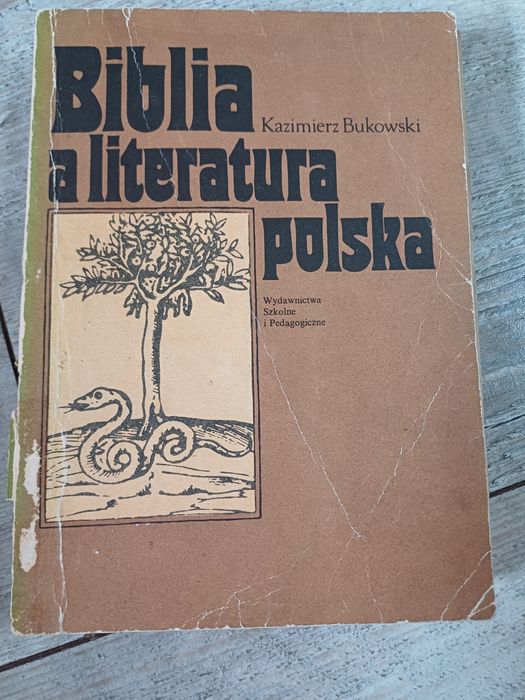 Biblia
Kazimierz Bukowski
a literatura
polska
Wydawnictwa
Szkolne
i Pedagogiczne